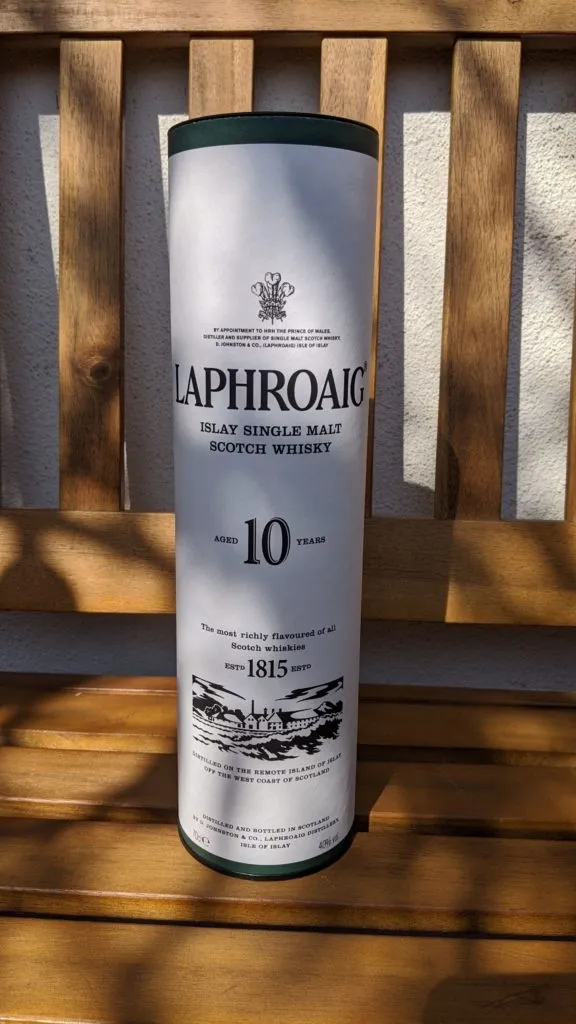 BY APPOINTMENT TO HRH THE PRINCE OF WALES,
DISTILLER AND SUPPLIER OF SINGLE MALT SCOTCH WHISKY,
D. JOHNSTON & CO., (LAPHROAIG) ISLE OF ISLAY
LAPHROAIG®
ISLAY SINGLE MALT
SCOTCH WHISKY
AGED 10 YEARS
The most richly flavoured of all
Scotch whiskies
ESTD 1815 ESTD
DISTILLED ON THE REMOTE ISLAND OF ISLAY
OFF THE WEST COAST OF SCOTLAND
DISTILLED AND BOTTLED IN SCOTLAND
BY D. JOHNSTON & CO., LAPHROAIG DISTILLERY,
ISLE OF ISLAY
70cl℮ 40% vol.